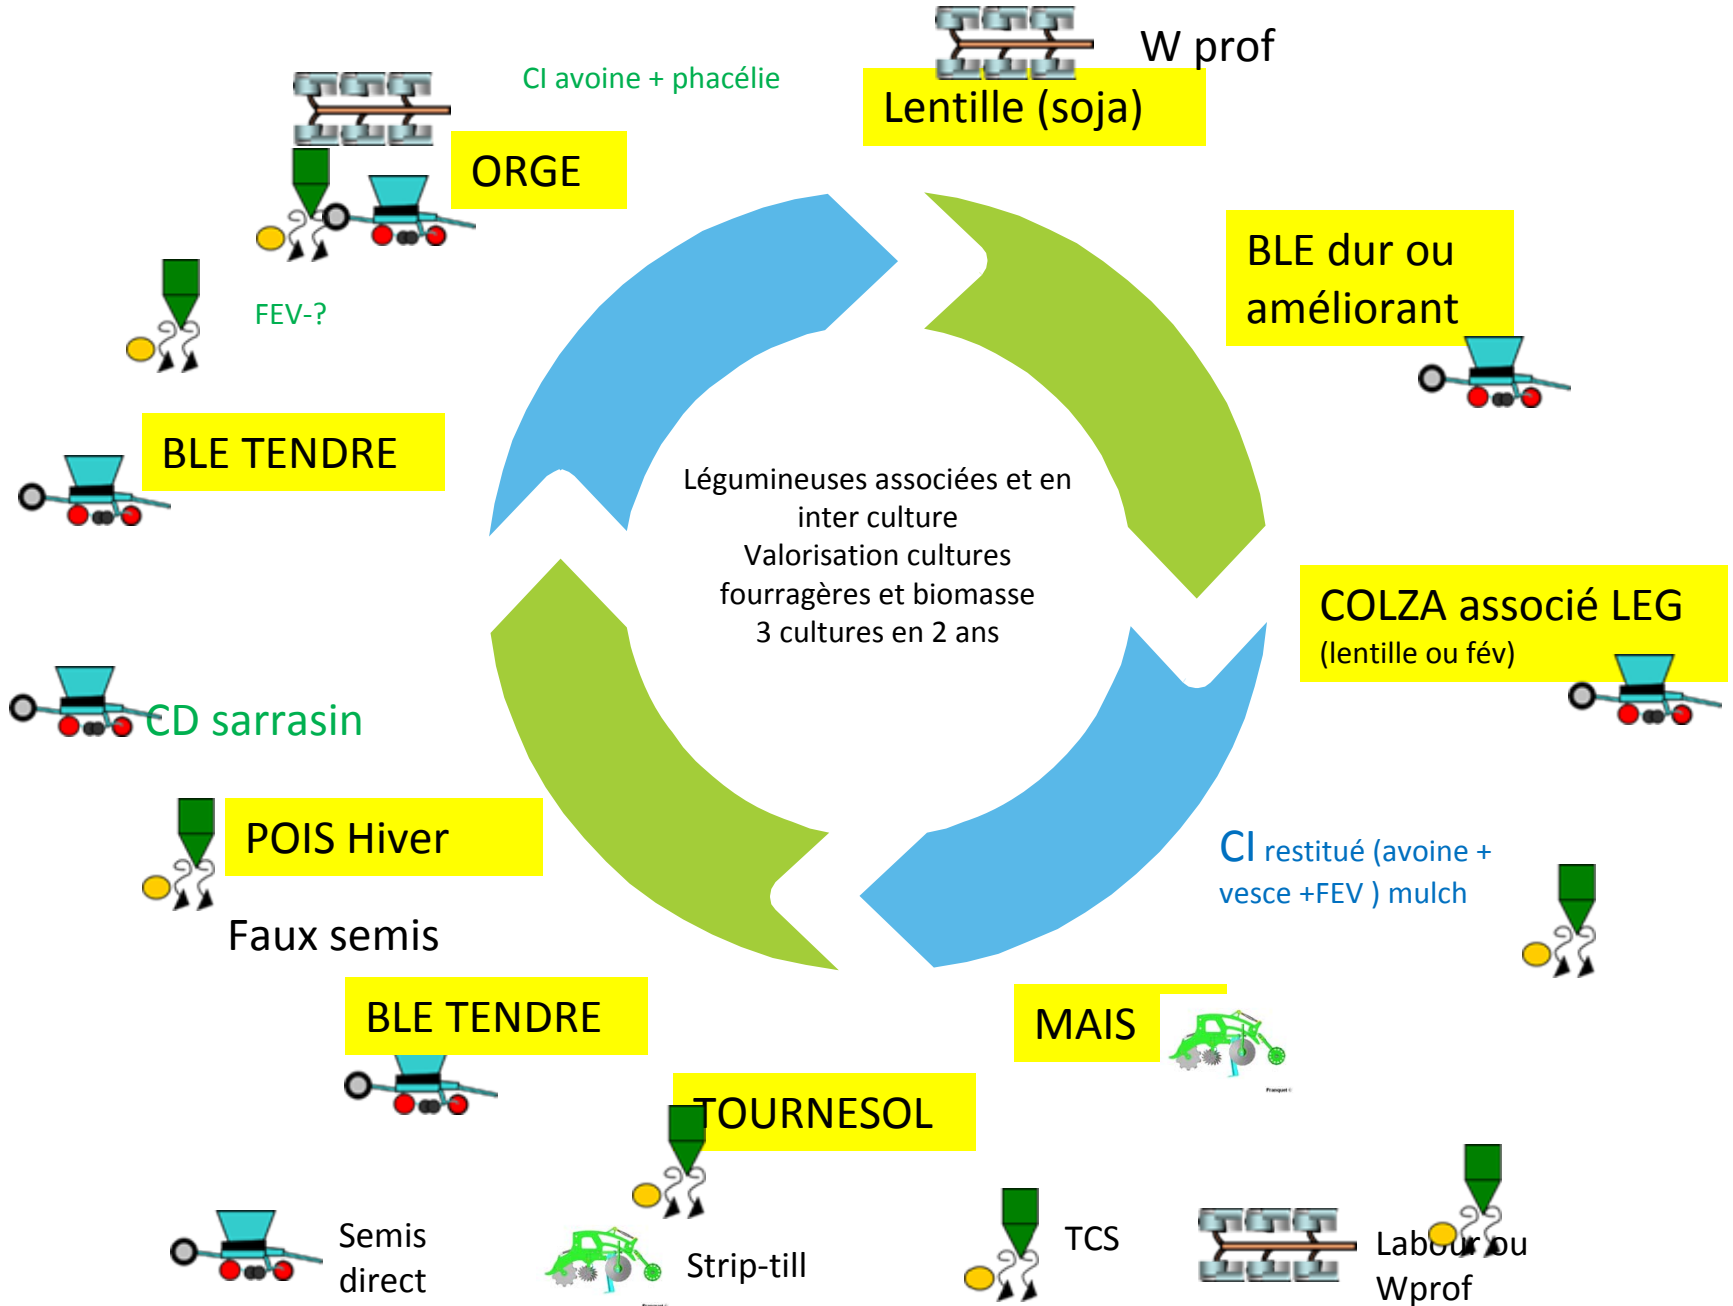 W prof
Lentille (soja)
CI avoine + phacélie
ORGE
BLE dur ou
améliorant
FEV-?
BLE TENDRE
Légumineuses associées et en
inter culture
Valorisation cultures
fourragères et biomasse
3 cultures en 2 ans
COLZA associé LEG
(lentille ou fév)
CD sarrasin
POIS Hiver
CI restitué (avoine +
vesce +FEV ) mulch
Faux semis
BLE TENDRE
MAIS
TOURNESOL
Semis
direct
Strip-till
TCS
Labour ou
Wprof